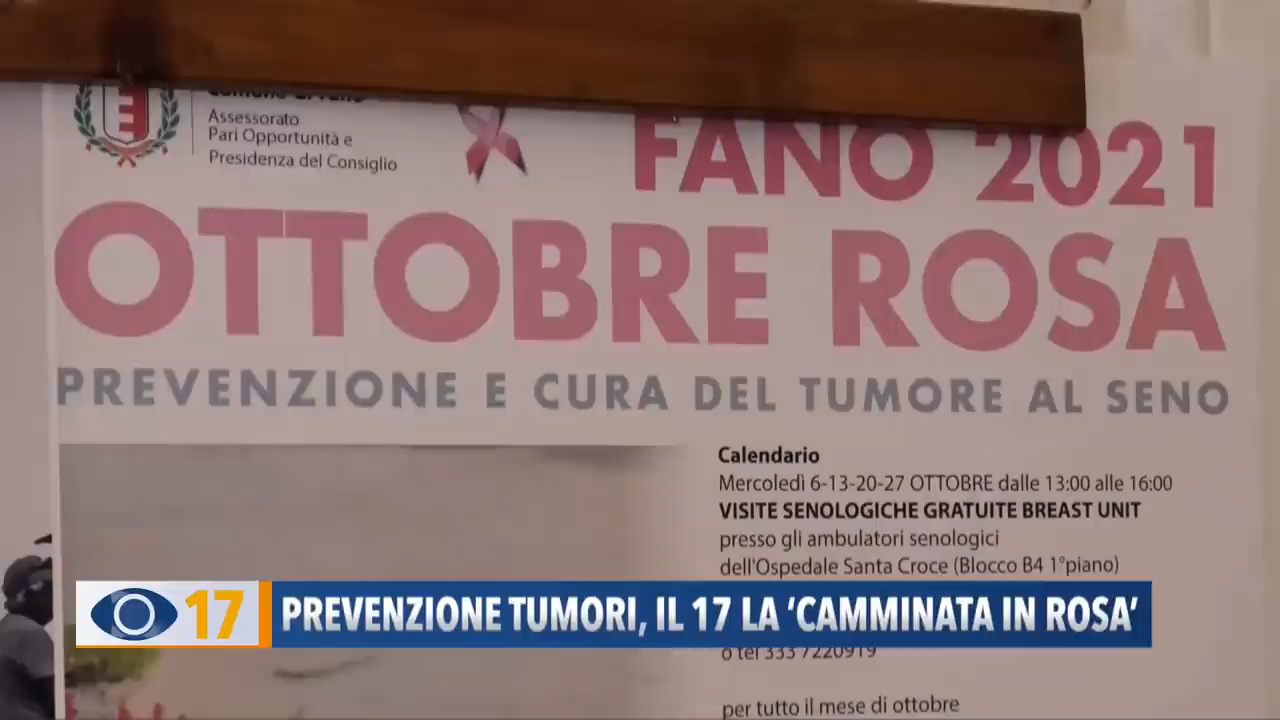 Comune di Fano
Assessorato
Pari Opportunità e
Presidenza del Consiglio
FANO 2021
OTTOBRE ROSA
PREVENZIONE E CURA DEL TUMORE AL SENO
Calendario
Mercoledì 6-13-20-27 OTTOBRE dalle 13:00 alle 16:00
VISITE SENOLOGICHE GRATUITE BREAST UNIT
presso gli ambulatori senologici
dell'Ospedale Santa Croce (Blocco B4 1°piano)
17 PREVENZIONE TUMORI, IL 17 LA ‘CAMMINATA IN ROSA’
o tel 333 7220919
per tutto il mese di ottobre